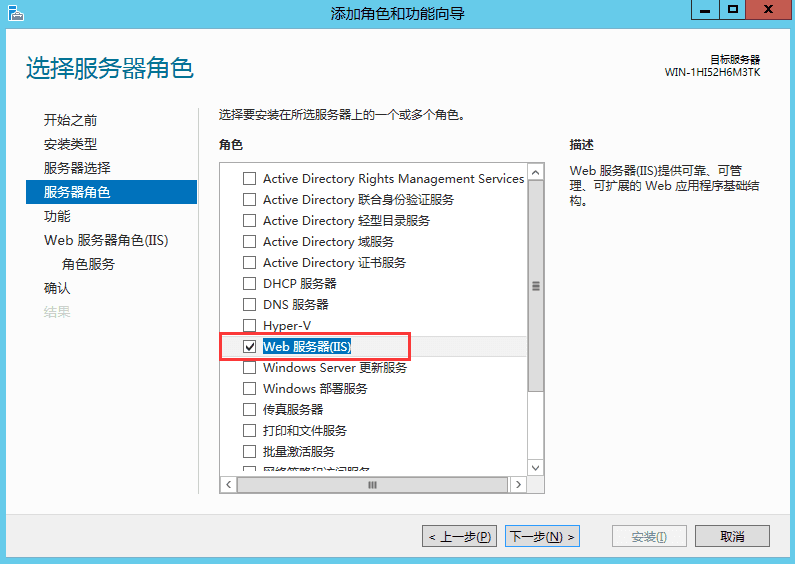 添加角色和功能向导
选择服务器角色
目标服务器
WIN-1HI52H6M3TK
开始之前
安装类型
服务器选择
服务器角色
功能
Web 服务器角色(IIS)
角色服务
确认
结果
选择要安装在所选服务器上的一个或多个角色。
角色
Active Directory Rights Management Services
Active Directory 联合身份验证服务
Active Directory 轻型目录服务
Active Directory 域服务
Active Directory 证书服务
DHCP 服务器
DNS 服务器
Hyper-V
Web 服务器(IIS)
Windows Server 更新服务
Windows 部署服务
传真服务器
打印和文件服务
批量激活服务
网络策略和访问服务
描述
Web 服务器(IIS)提供可靠、可管
理、可扩展的 Web 应用程序基础结
构。
< 上一步(P)
下一步(N) >
安装(I)
取消